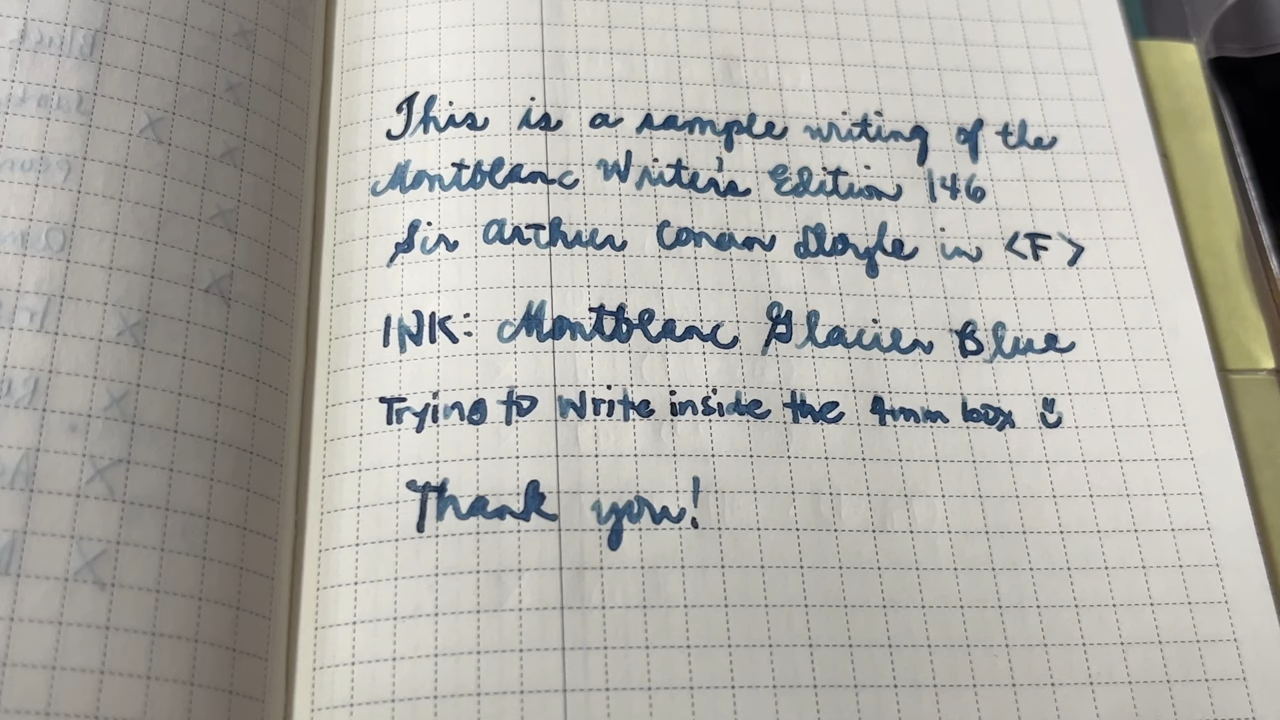 This is a sample writing of the
Montblanc Writer's Edition 146
Sir Arthur Conan Doyle in <F>
INK: Montblanc Glacier Blue
Trying to write inside the 4mm box
Thank you!